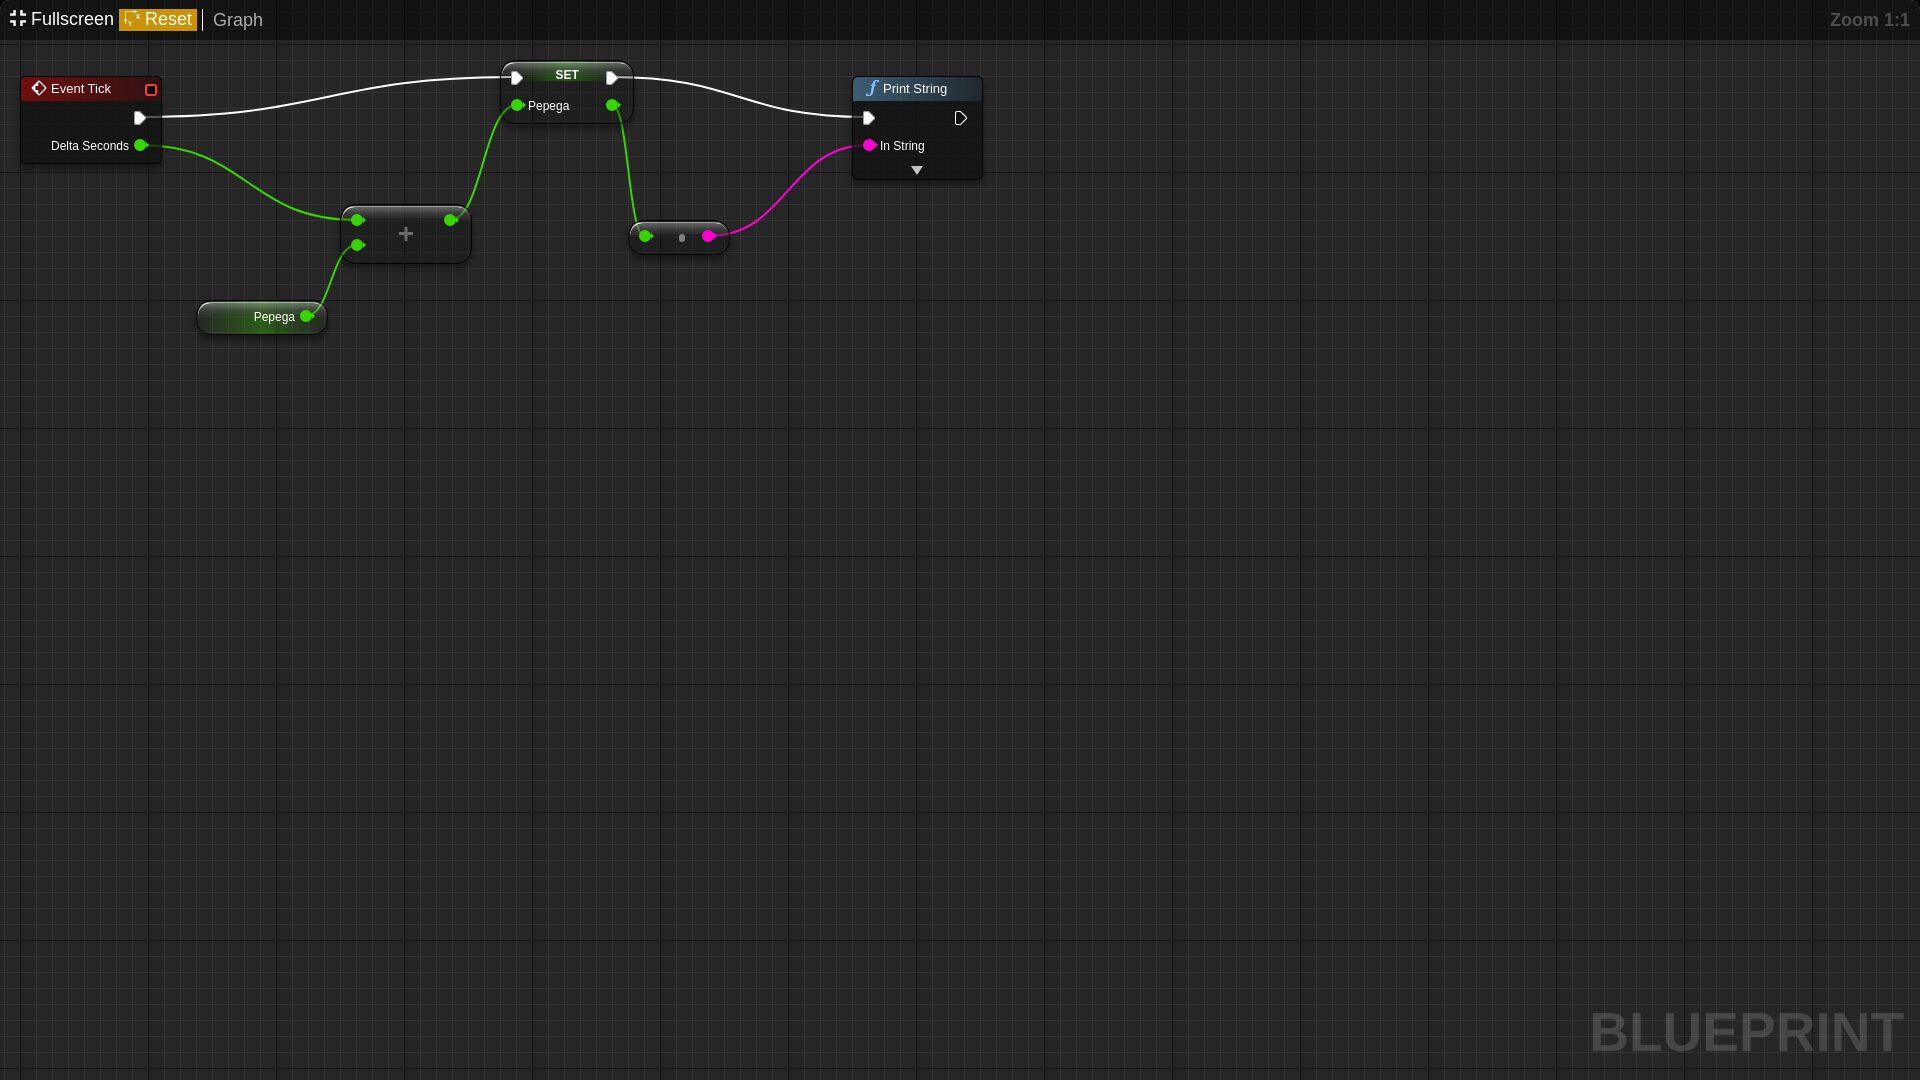 Fullscreen Reset Graph
Zoom 1:1
Event Tick
Delta Seconds
SET
Pepega
Print String
In String
+
Pepega
BLUEPRINT